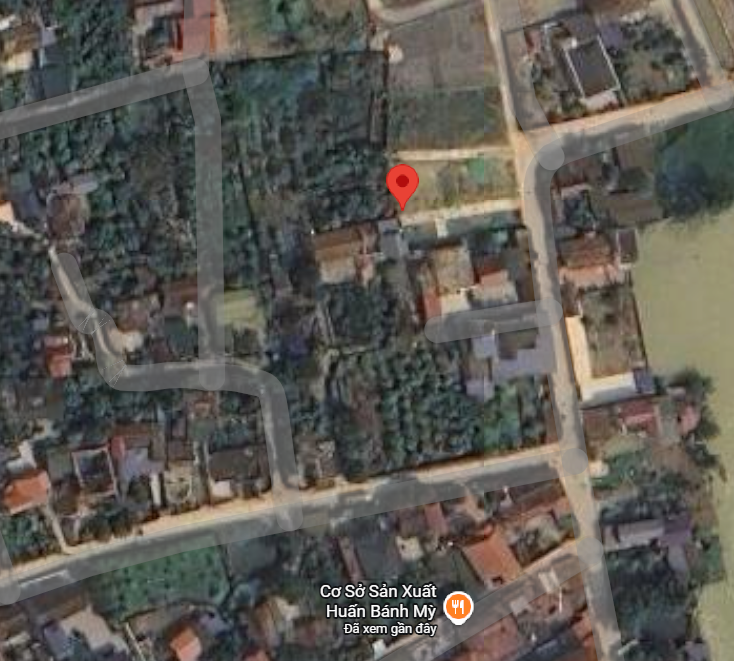 Cơ Sở Sản Xuất
Huấn Bánh Mỳ
Đã xem gần đây